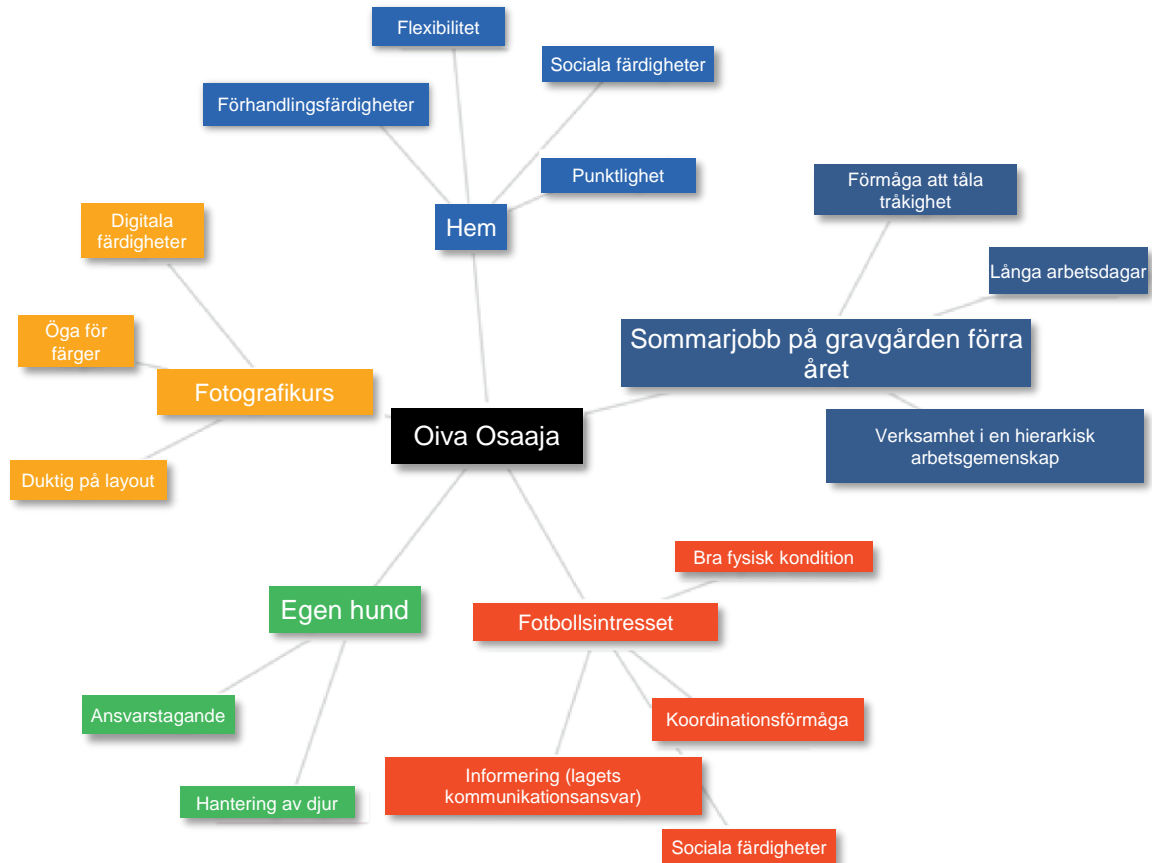 Flexibilitet
Sociala färdigheter
Förhandlingsfärdigheter
Punktlighet
Hem
Förmåga att tåla
tråkighet
Långa arbetsdagar
Sommarjobb på gravgården förra
året
Verksamhet i en hierarkisk
arbetsgemenskap
Digitala
färdigheter
Öga för
färger
Fotografikurs
Duktig på layout
Oiva Osaaja
Egen hund
Ansvarstagande
Hantering av djur
Bra fysisk kondition
Fotbollsintresset
Koordinationsförmåga
Informering (lagets
kommunikationsansvar)
Sociala färdigheter